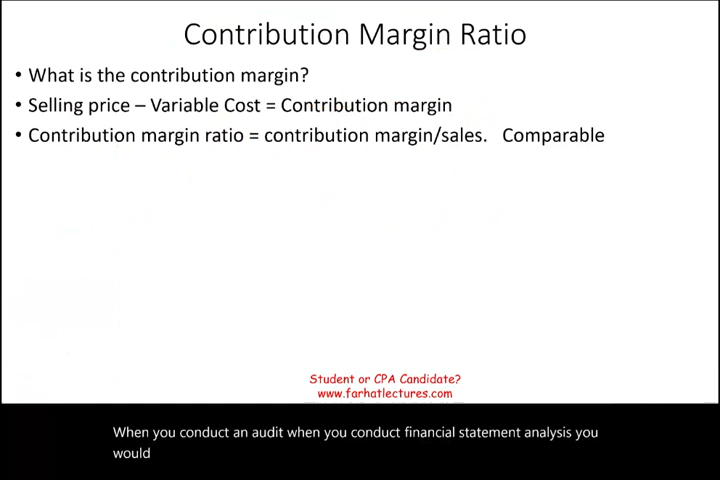 Contribution Margin Ratio
• What is the contribution margin?
• Selling price – Variable Cost = Contribution margin
• Contribution margin ratio = contribution margin/sales. Comparable
Student or CPA Candidate?
www.farhatlectures.com
When you conduct an audit when you conduct financial statement analysis you
would